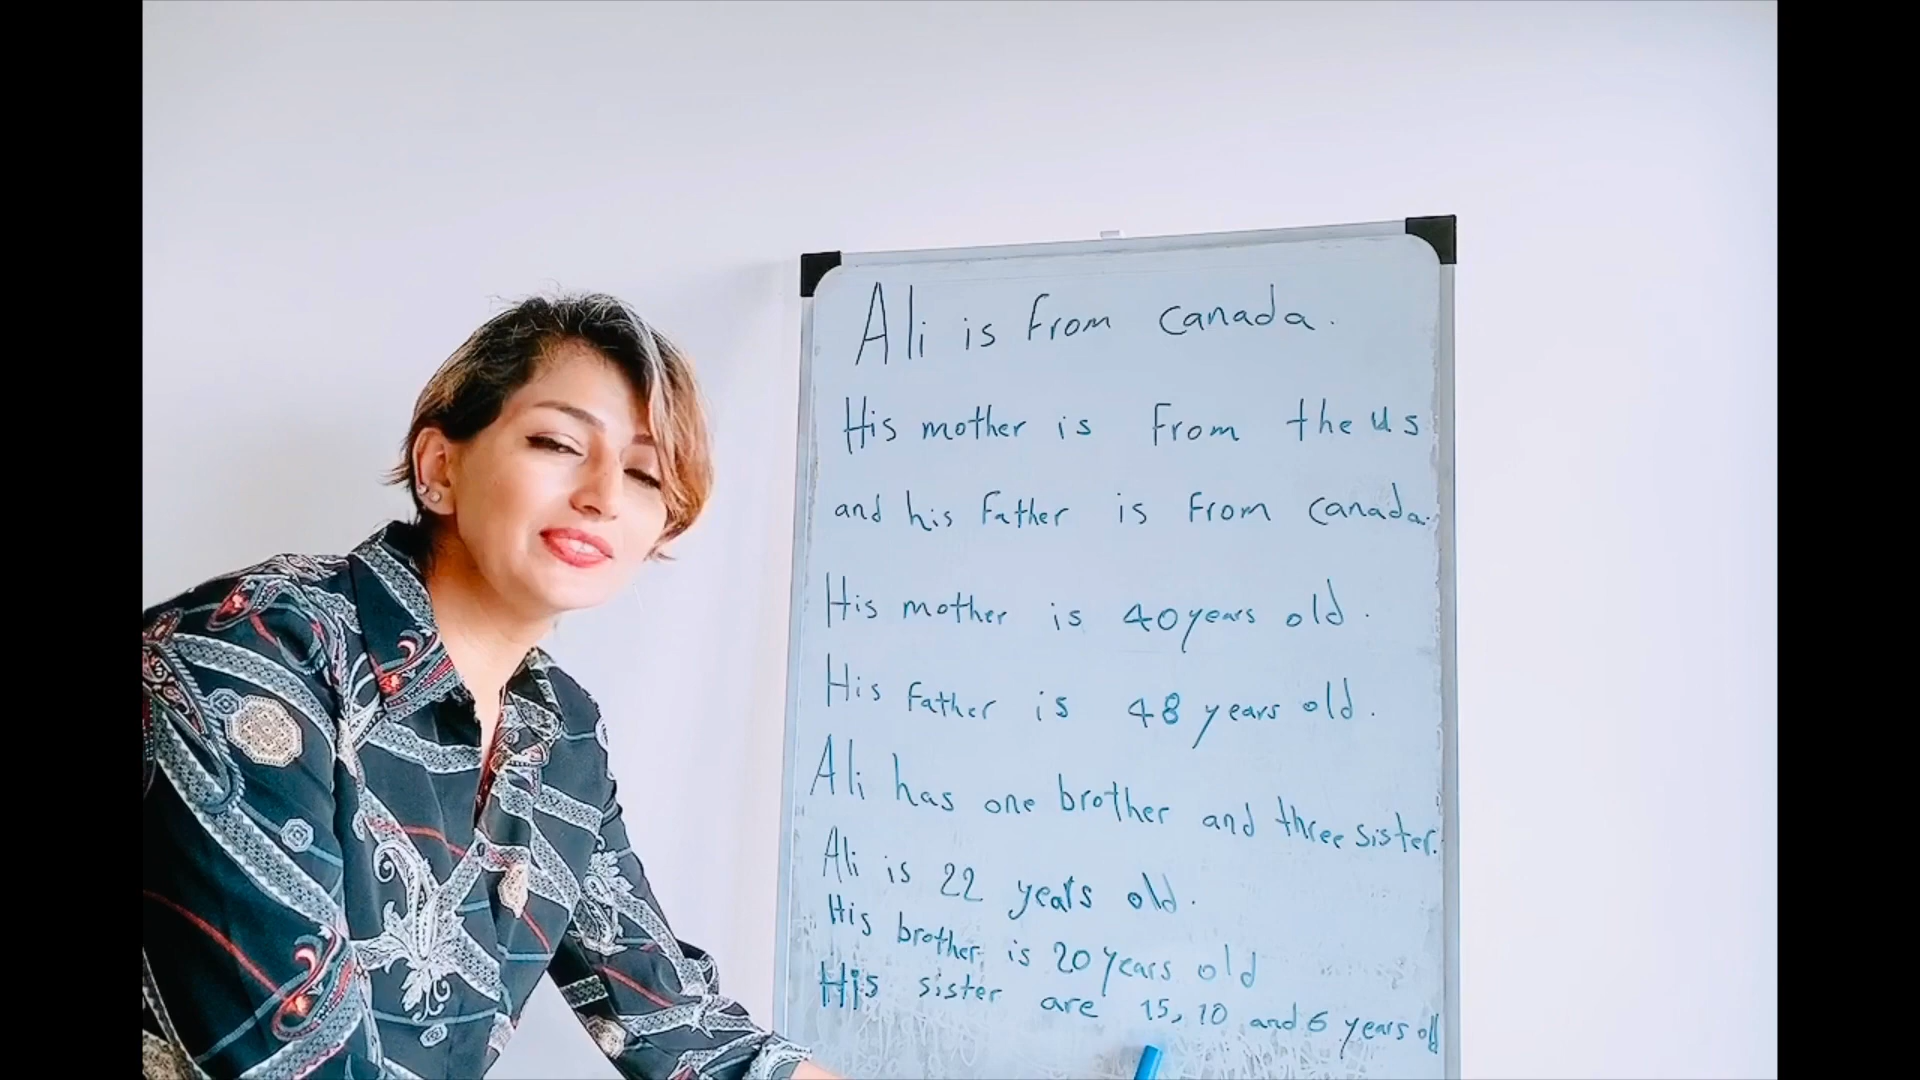 Ali is from canada.
His mother is from the us
and his father is from canada.
His mother is 40 years old.
His father is 48 years old.
Ali has one brother and three sister.
Ali is 22 years old.
His brother is 20 years old
His sister are 15, 10 and 6 years old